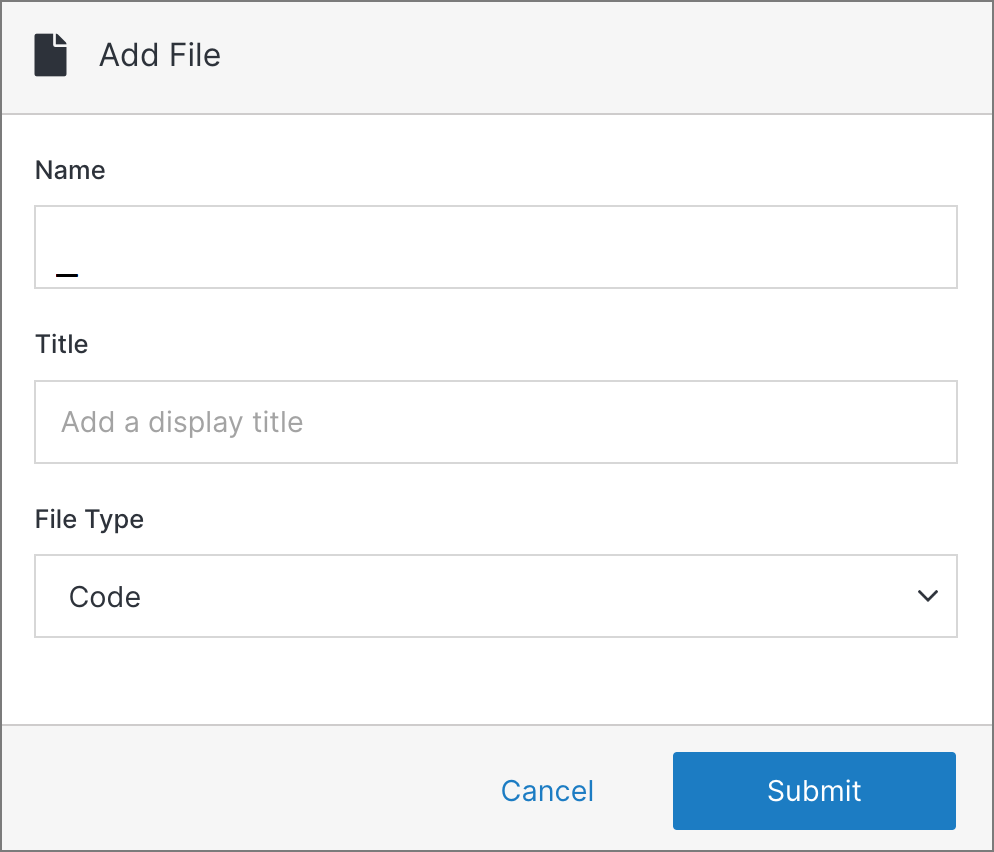 Add File
Name
_
Title
Add a display title
File Type
Code
Cancel
Submit